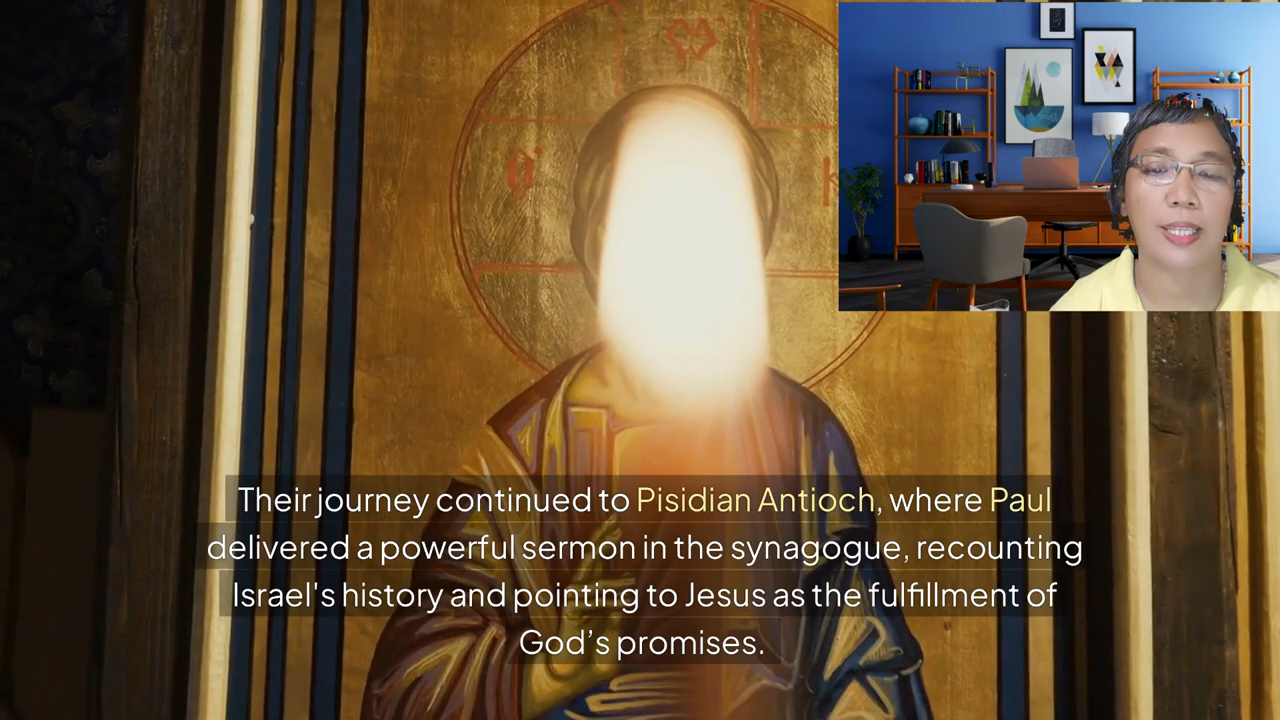 Their journey continued to Pisidian Antioch, where Paul
delivered a powerful sermon in the synagogue, recounting
Israel's history and pointing to Jesus as the fulfillment of
God’s promises.